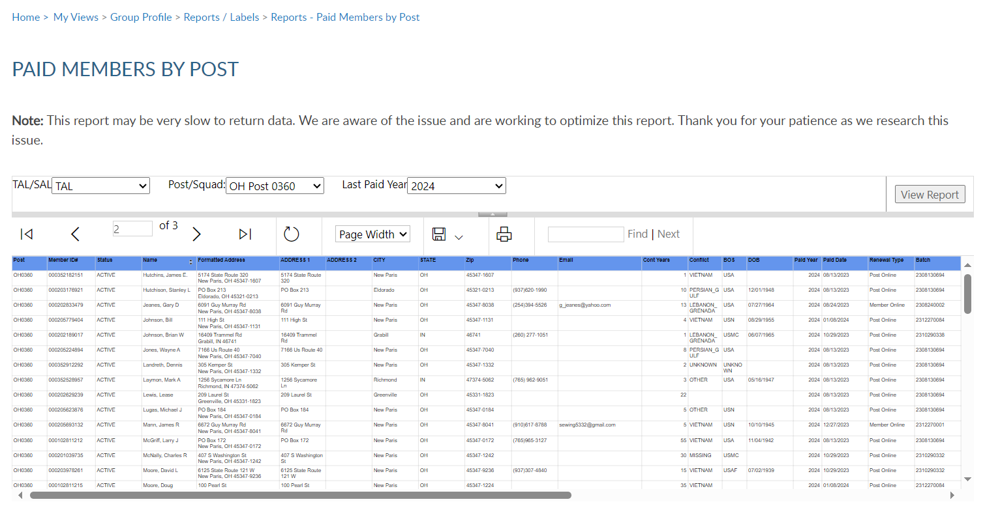 Home > My Views > Group Profile > Reports / Labels > Reports - Paid Members by Post
PAID MEMBERS BY POST
Note: This report may be very slow to return data. We are aware of the issue and are working to optimize this report. Thank you for your patience as we research this
issue.
TAL/SAL TAL Post/Squad: OH Post 0360 Last Paid Year 2024 View Report
2 of 3 Page Width Find | Next
Post Member ID# Status Name Formatted Address ADDRESS 1 ADDRESS 2 CITY STATE Zip Phone Email Cont Years Conflict BOS DOB Paid Year Paid Date Renewal Type Batch
OH0360 000352182151 ACTIVE Hutchins, James E. 5174 State Route 320 5174 State Route New Paris OH 45347-1607 1 VIETNAM USA 2024 08/13/2023 Post Online 2308130694
New Paris, OH 45347-1607 320
OH0360 000203176921 ACTIVE Hutchison, Stanley L PO Box 213 PO Box 213 Eldorado OH 45321-0213 (937)620-1990 10 PERSIAN_G USA 12/01/1948 2024 08/13/2023 Post Online 2308130694
Eldorado, OH 45321-0213 ULF
OH0360 000202833479 ACTIVE Jeanes, Gary D 6091 Guy Murray Rd 6091 Guy Murray New Paris OH 45347-8038 (254)394-5526 g_jeanes@yahoo.com 13 LEBANON_ USA 07/27/1964 2024 08/24/2023 Member Online 2308240002
New Paris, OH 45347-8038 Rd GRENADA
OH0360 000205779404 ACTIVE Johnson, Bill 111 High St 111 High St New Paris OH 45347-1131 4 VIETNAM USN 08/29/1955 2024 01/08/2024 Post Online 2312270084
New Paris, OH 45347-1131
OH0360 000202189017 ACTIVE Johnson, Brian W 16409 Trammel Rd 16409 Trammel Grabill IN 46741 (260) 277-1051 1 LEBANON_ USMC 06/07/1965 2024 10/29/2023 Post Online 2310290338
Grabill, IN 46741 Rd GRENADA
OH0360 000205224894 ACTIVE Jones, Wayne A 7166 Us Route 40 7166 Us Route 40 New Paris OH 45347-7040 8 PERSIAN_G USA 2024 08/13/2023 Post Online 2308130694
New Paris, OH 45347-7040 ULF
OH0360 000352912292 ACTIVE Landreth, Dennis 305 Kemper St 305 Kemper St New Paris OH 45347-1332 2 UNKNOWN UNKNO 2024 08/13/2023 Post Online 2308130694
New Paris, OH 45347-1332 WN
OH0360 000352528957 ACTIVE Laymon, Mark A 1256 Sycamore Ln 1256 Sycamore Richmond IN 47374-5062 (765) 962-9051 3 OTHER USA 05/16/1947 2024 08/13/2023 Post Online 2308130694
Richmond, IN 47374-5062 Ln
OH0360 000202629239 ACTIVE Lewis, Lease 209 Laurel St 209 Laurel St Greenville OH 45331-1823 22 2024 08/13/2023 Post Online 2308130694
Greenville, OH 45331-1823
OH0360 000205623876 ACTIVE Lugas, Michael J PO Box 184 PO Box 184 New Paris OH 45347-0184 5 OTHER USN 2024 08/13/2023 Post Online 2308130694
New Paris, OH 45347-0184
OH0360 000205693132 ACTIVE Mann, James R 6672 Guy Murray Rd 6672 Guy Murray New Paris OH 45347-8041 (910)617-8788 sewing5332@gmail.com 5 VIETNAM USN 10/10/1945 2024 12/27/2023 Member Online 2312270001
New Paris, OH 45347-8041 Rd
OH0360 000102811212 ACTIVE McGriff, Larry J PO Box 172 PO Box 172 New Paris OH 45347-0172 (765)965-3127 55 VIETNAM USA 11/04/1942 2024 08/13/2023 Post Online 2308130694
New Paris, OH 45347-0172
OH0360 000201039735 ACTIVE McNally, Charles R 407 S Washington St 407 S Washington New Paris OH 45347-1242 30 MISSING USMC 2024 10/29/2023 Post Online 2310290332
New Paris, OH 45347-1242 St
OH0360 000203978261 ACTIVE Moore, David L 6125 State Route 121 W 6125 State Route New Paris OH 45347-9236 (937)307-4840 15 VIETNAM USAF 07/02/1939 2024 10/29/2023 Post Online 2310290332
New Paris, OH 45347-9236 121 W
OH0360 000102811215 ACTIVE Moore, Doug 100 Pearl St 100 Pearl St New Paris OH 45347-1224 35 VIETNAM 2024 01/08/2024 Post Online 2312270084